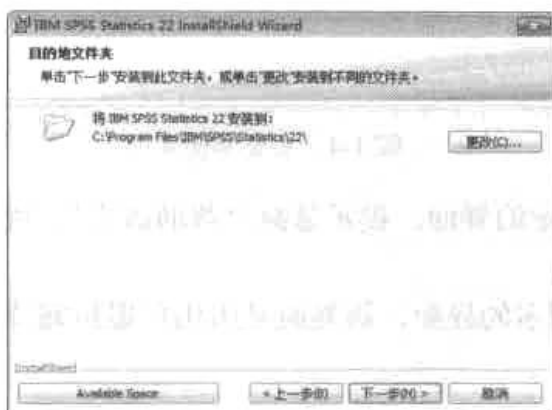 IBM SPSS Statistics 22 InstallShield Wizard
目的地文件夹
单击“下一步”安装到此文件夹,或单击“更改”安装到不同的文件夹。
将 IBM SPSS Statistics 22 安装到:
C:\Program Files\IBM\SPSS\Statistics\22\
更改(C)...
InstallShield
Available Space
<上一步(B)
下一步(N) >
取消